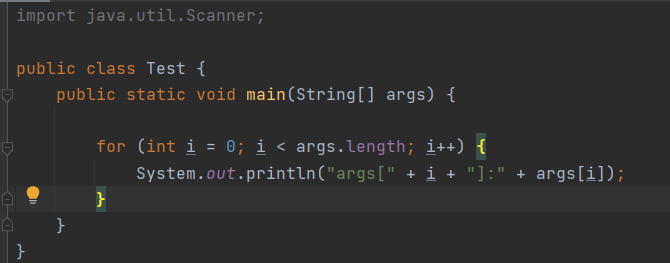 import java.util.Scanner;
public class Test {
public static void main(String[] args) {
for (int i = 0; i < args.length; i++) {
System.out.println("args[" + i + "]:" + args[i]);
}
}
}